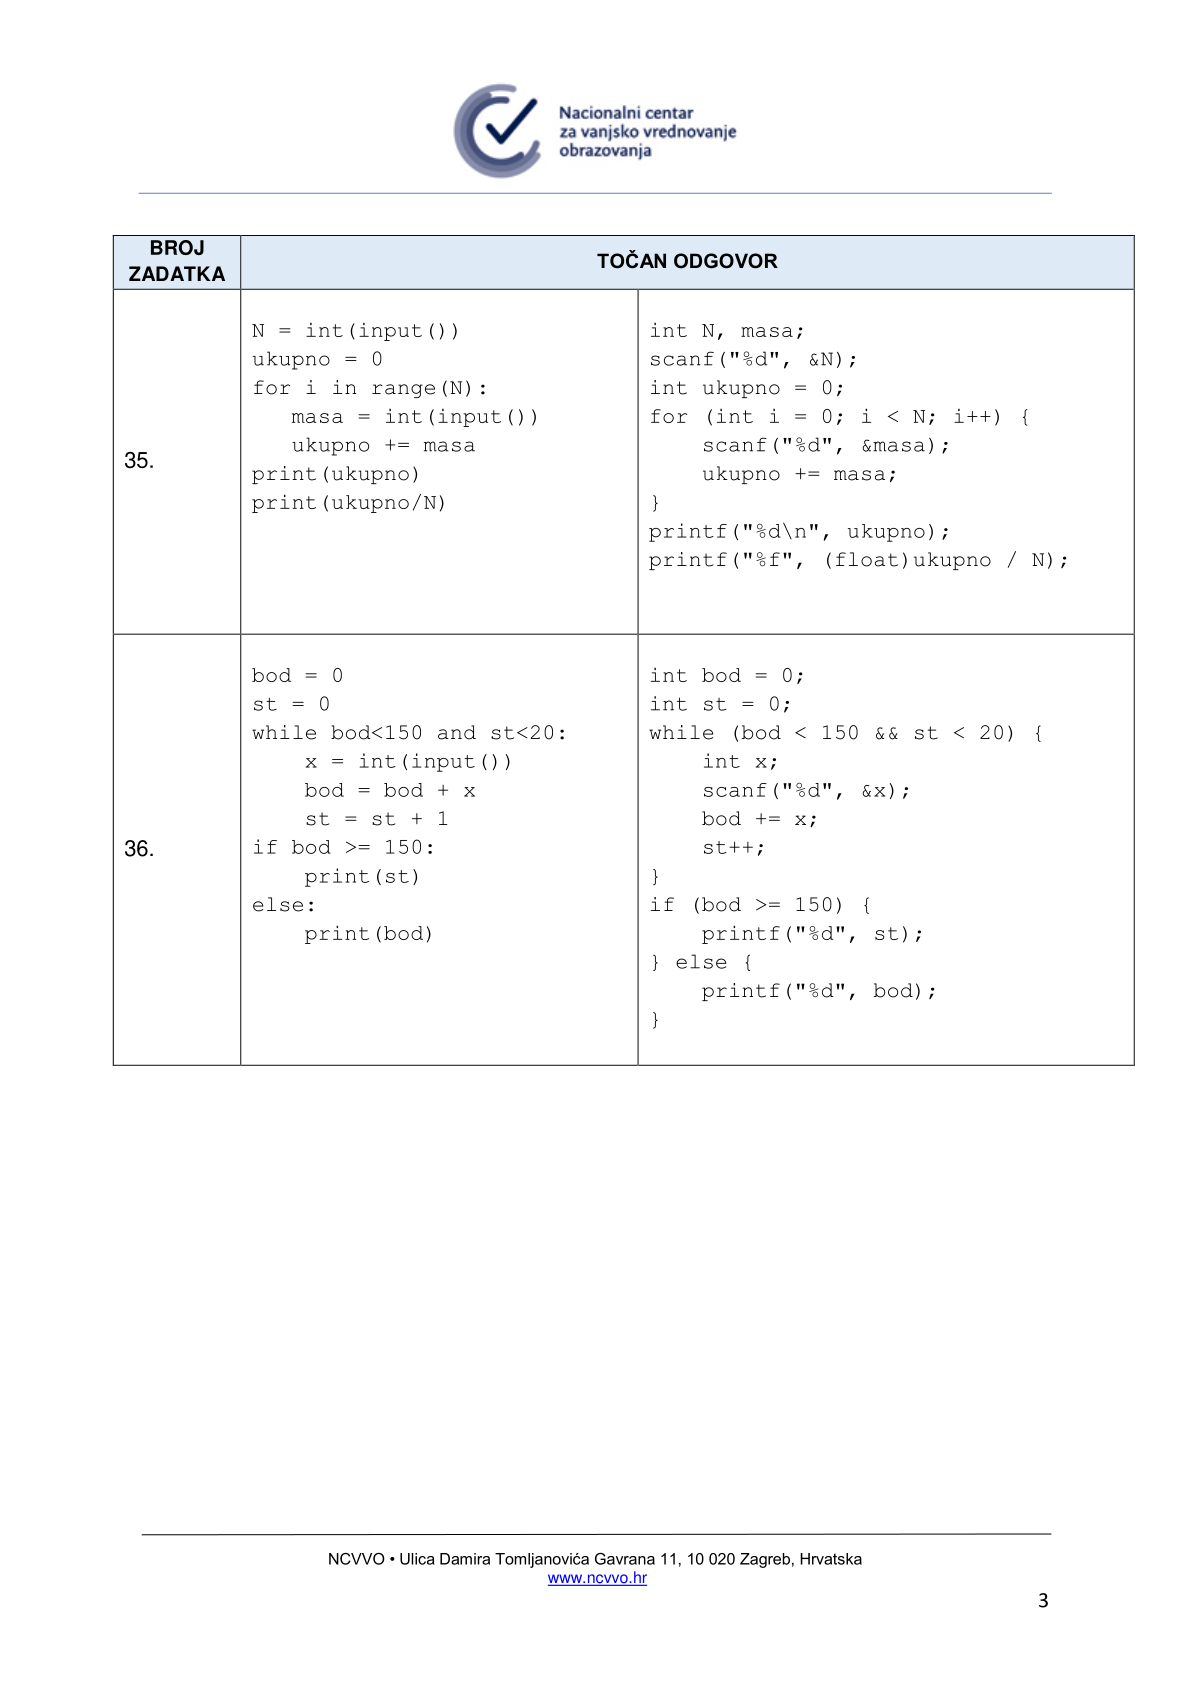 Nacionalni centar
za vanjsko vrednovanje
obrazovanja
BROJ
ZADATKA
TOČAN ODGOVOR
35.
N = int(input())
ukupno = 0
for i in range(N):
   masa = int(input())
   ukupno += masa
print(ukupno)
print(ukupno/N)
int N, masa;
scanf("%d", &N);
int ukupno = 0;
for (int i = 0; i < N; i++) {
    scanf("%d", &masa);
    ukupno += masa;
}
printf("%d\n", ukupno);
printf("%f", (float)ukupno / N);
36.
bod = 0
st = 0
while bod<150 and st<20:
    x = int(input())
    bod = bod + x
    st = st + 1
if bod >= 150:
    print(st)
else:
    print(bod)
int bod = 0;
int st = 0;
while (bod < 150 && st < 20) {
    int x;
    scanf("%d", &x);
    bod += x;
    st++;
}
if (bod >= 150) {
    printf("%d", st);
} else {
    printf("%d", bod);
}
NCVVO • Ulica Damira Tomljanovića Gavrana 11, 10 020 Zagreb, Hrvatska
www.ncvvo.hr
3